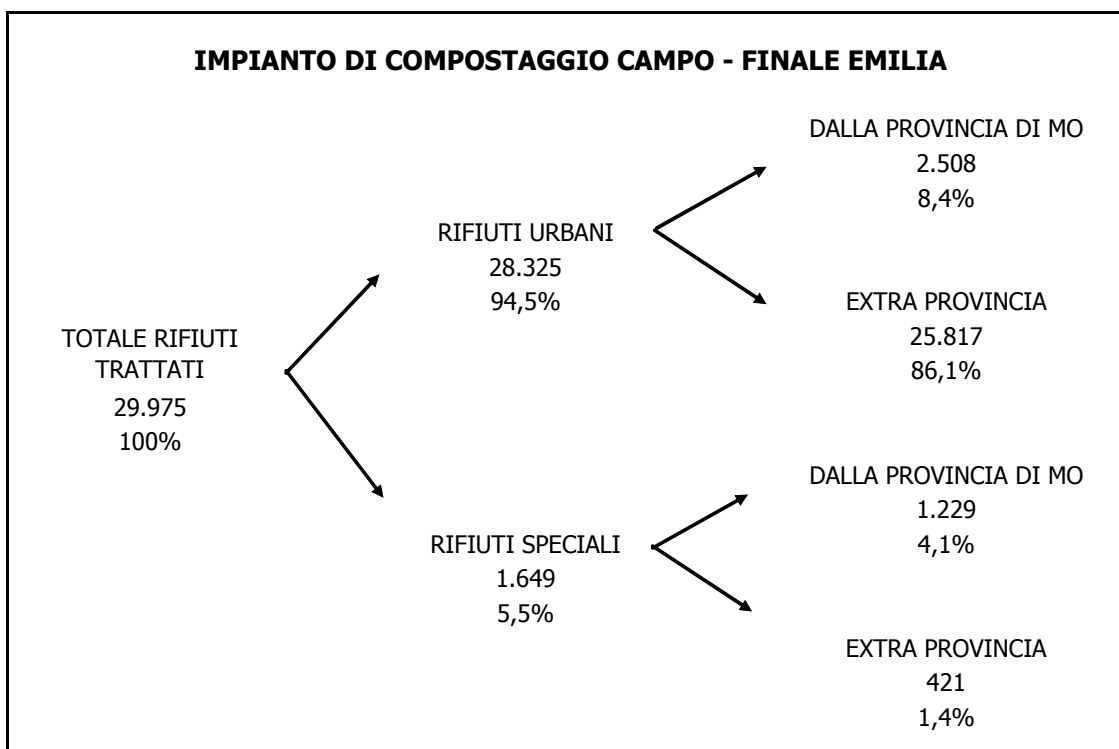 IMPIANTO DI COMPOSTAGGIO CAMPO - FINALE EMILIA
TOTALE RIFIUTI
TRATTATI
29.975
100%
RIFIUTI URBANI
28.325
94,5%
DALLA PROVINCIA DI MO
2.508
8,4%
EXTRA PROVINCIA
25.817
86,1%
RIFIUTI SPECIALI
1.649
5,5%
DALLA PROVINCIA DI MO
1.229
4,1%
EXTRA PROVINCIA
421
1,4%